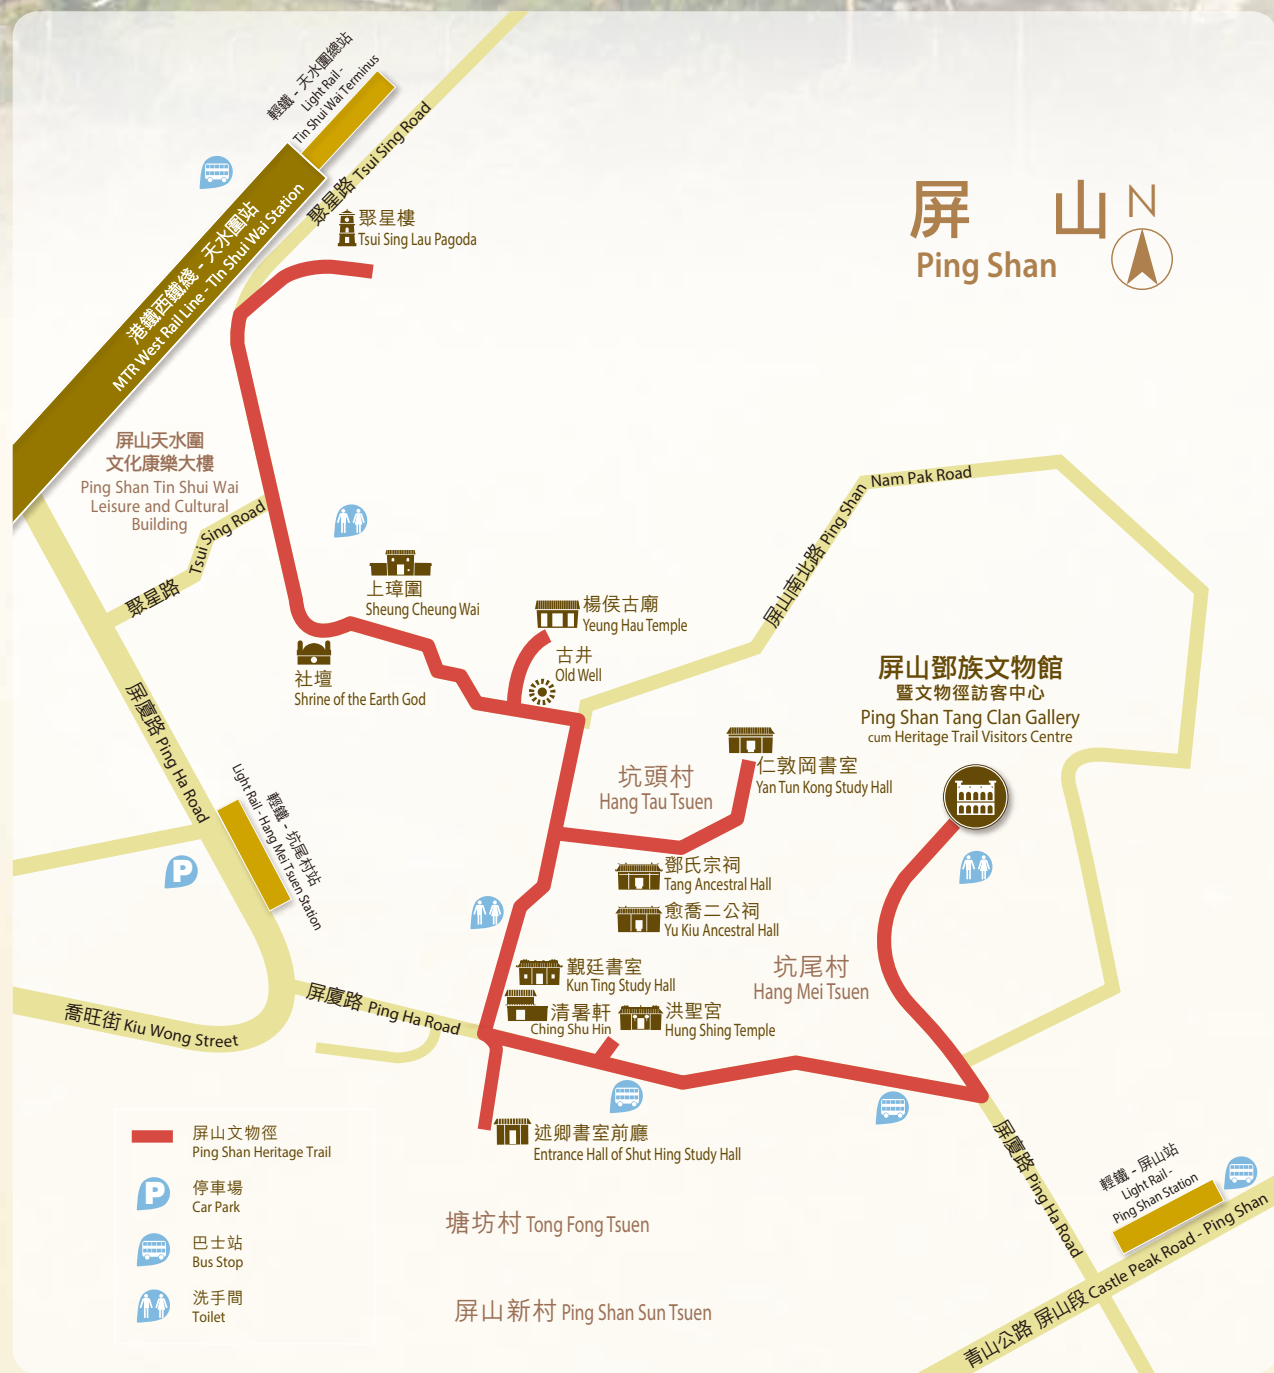 屏山
Ping Shan
N
輕鐵 - 天水圍總站
Light Rail -
Tin Shui Wai Terminus
聚星路 Tsui Sing Road
港鐵西鐵綫 - 天水圍站
MTR West Rail Line - TIn Shui Wai Station
聚星樓
Tsui Sing Lau Pagoda
屏山天水圍
文化康樂大樓
Ping Shan Tin Shui Wai
Leisure and Cultural
Building
聚星路 Tsui Sing Road
上璋圍
Sheung Cheung Wai
楊侯古廟
Yeung Hau Temple
古井
Old Well
社壇
Shrine of the Earth God
屏山南北路 Ping Shan Nam Pak Road
屏山鄧族文物館
暨文物徑訪客中心
Ping Shan Tang Clan Gallery
cum Heritage Trail Visitors Centre
屏廈路 Ping Ha Road
輕鐵 - 坑尾村站
Light Rail - Hang Mei Tsuen Station
坑頭村
Hang Tau Tsuen
仁敦岡書室
Yan Tun Kong Study Hall
P
鄧氏宗祠
Tang Ancestral Hall
愈喬二公祠
Yu Kiu Ancestral Hall
覲廷書室
Kun Ting Study Hall
清暑軒
Ching Shu Hin
洪聖宮
Hung Shing Temple
坑尾村
Hang Mei Tsuen
屏廈路 Ping Ha Road
喬旺街 Kiu Wong Street
述卿書室前廳
Entrance Hall of Shut Hing Study Hall
屏山文物徑
Ping Shan Heritage Trail
P
停車場
Car Park
巴士站
Bus Stop
洗手間
Toilet
塘坊村 Tong Fong Tsuen
屏山新村 Ping Shan Sun Tsuen
屏廈路 Ping Ha Road
輕鐵 - 屏山站
Light Rail -
Ping Shan Station
青山公路 屏山段 Castle Peak Road - Ping Shan